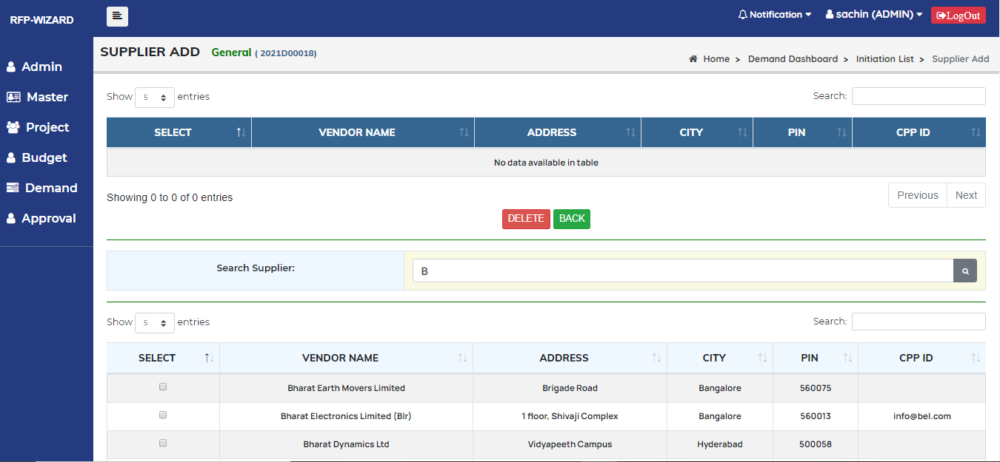 RFP-WIZARD
Notification sachin (ADMIN) LogOut
Admin
Master
Project
Budget
Demand
Approval
SUPPLIER ADD General ( 2021D00018)
Home > Demand Dashboard > Initiation List > Supplier Add
Show 5 entries Search:
SELECT VENDOR NAME ADDRESS CITY PIN CPP ID
No data available in table
Showing 0 to 0 of 0 entries Previous Next
DELETE BACK
Search Supplier: B
Show 5 entries Search:
SELECT VENDOR NAME ADDRESS CITY PIN CPP ID
Bharat Earth Movers Limited Brigade Road Bangalore 560075
Bharat Electronics Limited (Blr) 1 floor, Shivaji Complex Bangalore 560013 info@bel.com
Bharat Dynamics Ltd Vidyapeeth Campus Hyderabad 500058